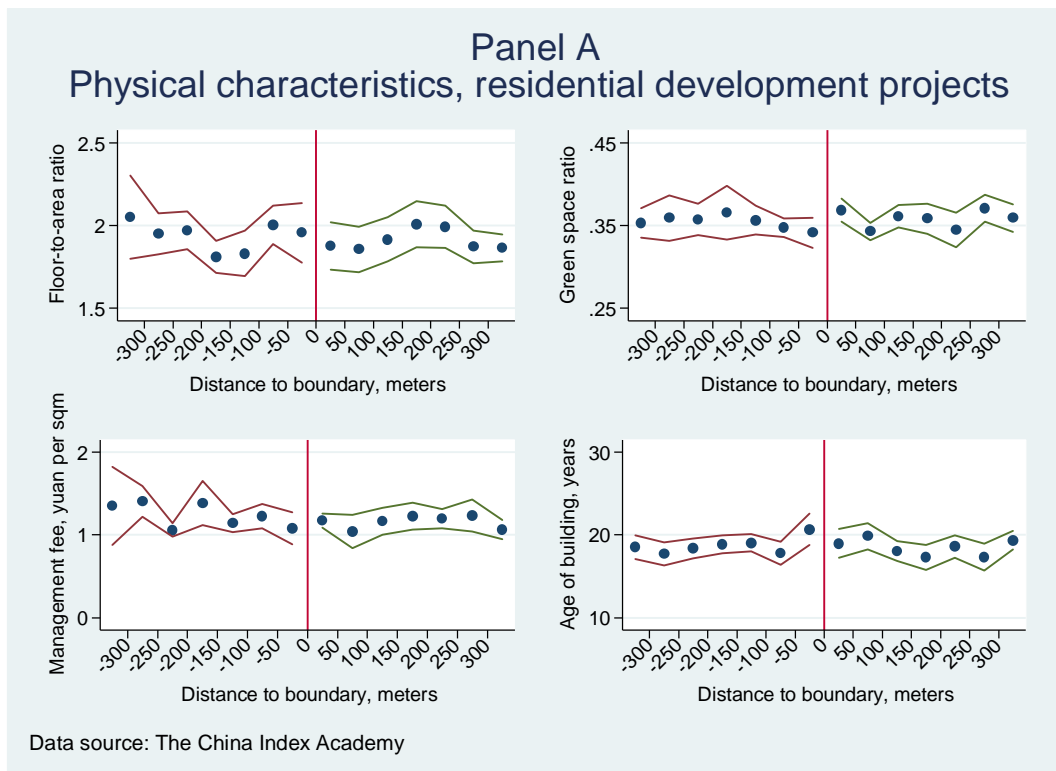 Panel A
Physical characteristics, residential development projects
Floor-to-area ratio
2.5
2
1.5
-300 -250 -200 -150 -100 -50 0 50 100 150 200 250 300
Distance to boundary, meters
Green space ratio
.45
.35
.25
-300 -250 -200 -150 -100 -50 0 50 100 150 200 250 300
Distance to boundary, meters
Management fee, yuan per sqm
2
1
0
-300 -250 -200 -150 -100 -50 0 50 100 150 200 250 300
Distance to boundary, meters
Age of building, years
30
20
10
-300 -250 -200 -150 -100 -50 0 50 100 150 200 250 300
Distance to boundary, meters
Data source: The China Index Academy